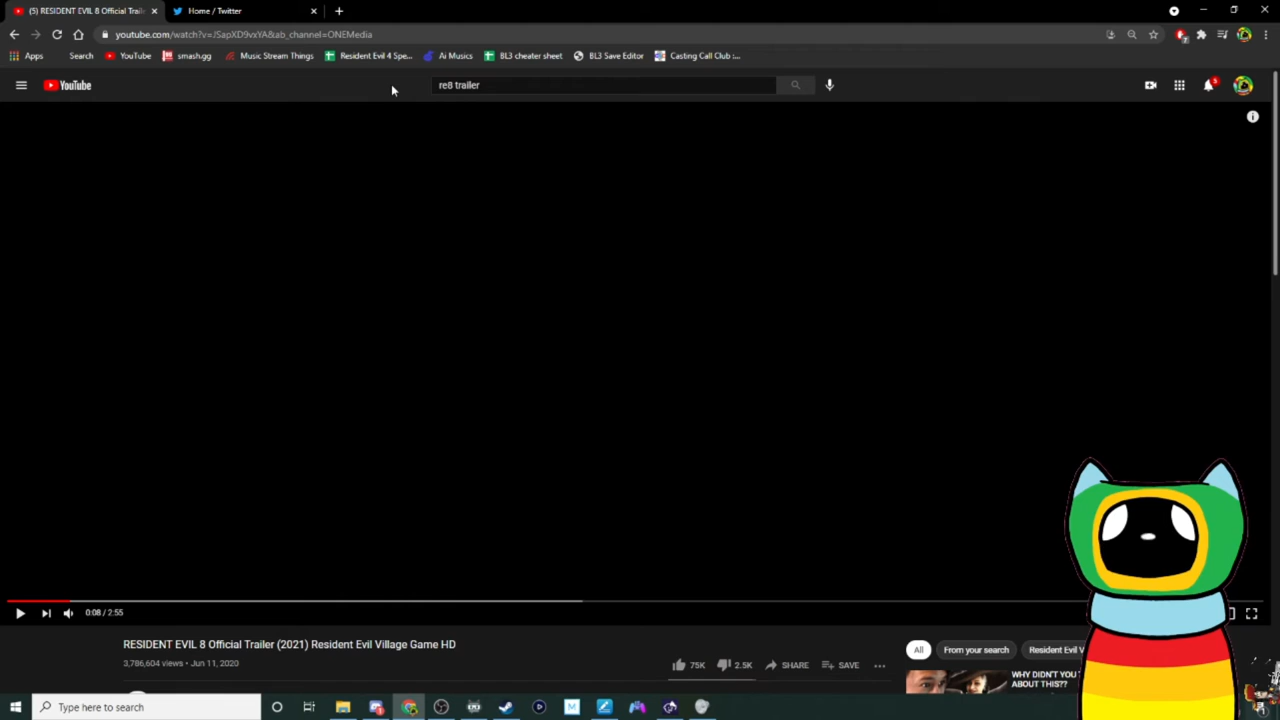 (5) RESIDENT EVIL 8 Official Trail
Home / Twitter
youtube.com/watch?v=JSapXD9vxYA&ab_channel=ONEMedia
Apps Search YouTube smash.gg Music Stream Things Resident Evil 4 Spe... Ai Musics BL3 cheater sheet BL3 Save Editor Casting Call Club :...
YouTube
re8 trailer
0:08 / 2:55
RESIDENT EVIL 8 Official Trailer (2021) Resident Evil Village Game HD
3,786,604 views • Jun 11, 2020
75K 2.5K SHARE SAVE
All From your search Resident Evil V
WHY DIDN'T YOU
ABOUT THIS??
Type here to search